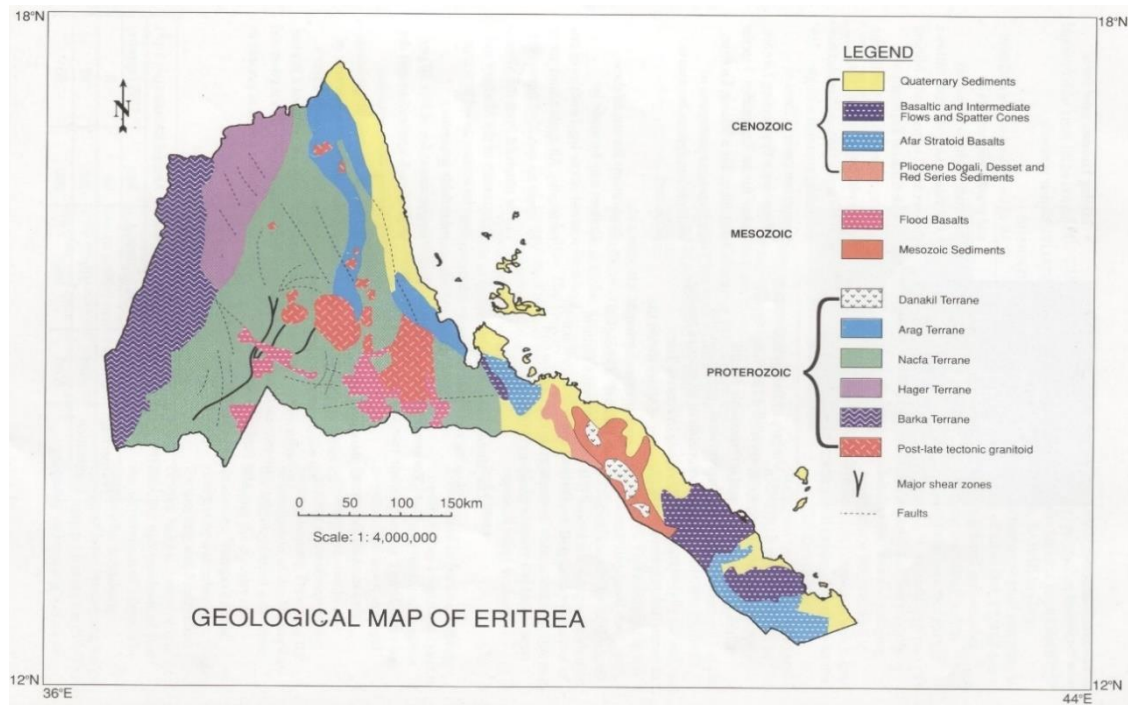 18°N
18°N
N
LEGEND
CENOZOIC
Quaternary Sediments
Basaltic and Intermediate
Flows and Spatter Cones
Afar Stratoid Basalts
Pliocene Dogali, Desset and
Red Series Sediments
MESOZOIC
Flood Basalts
Mesozoic Sediments
PROTEROZOIC
Danakil Terrane
Arag Terrane
Nacfa Terrane
Hager Terrane
Barka Terrane
Post-late tectonic granitoid
Major shear zones
Faults
0 50 100 150km
Scale: 1: 4,000,000
GEOLOGICAL MAP OF ERITREA
12°N
12°N
36°E
44°E